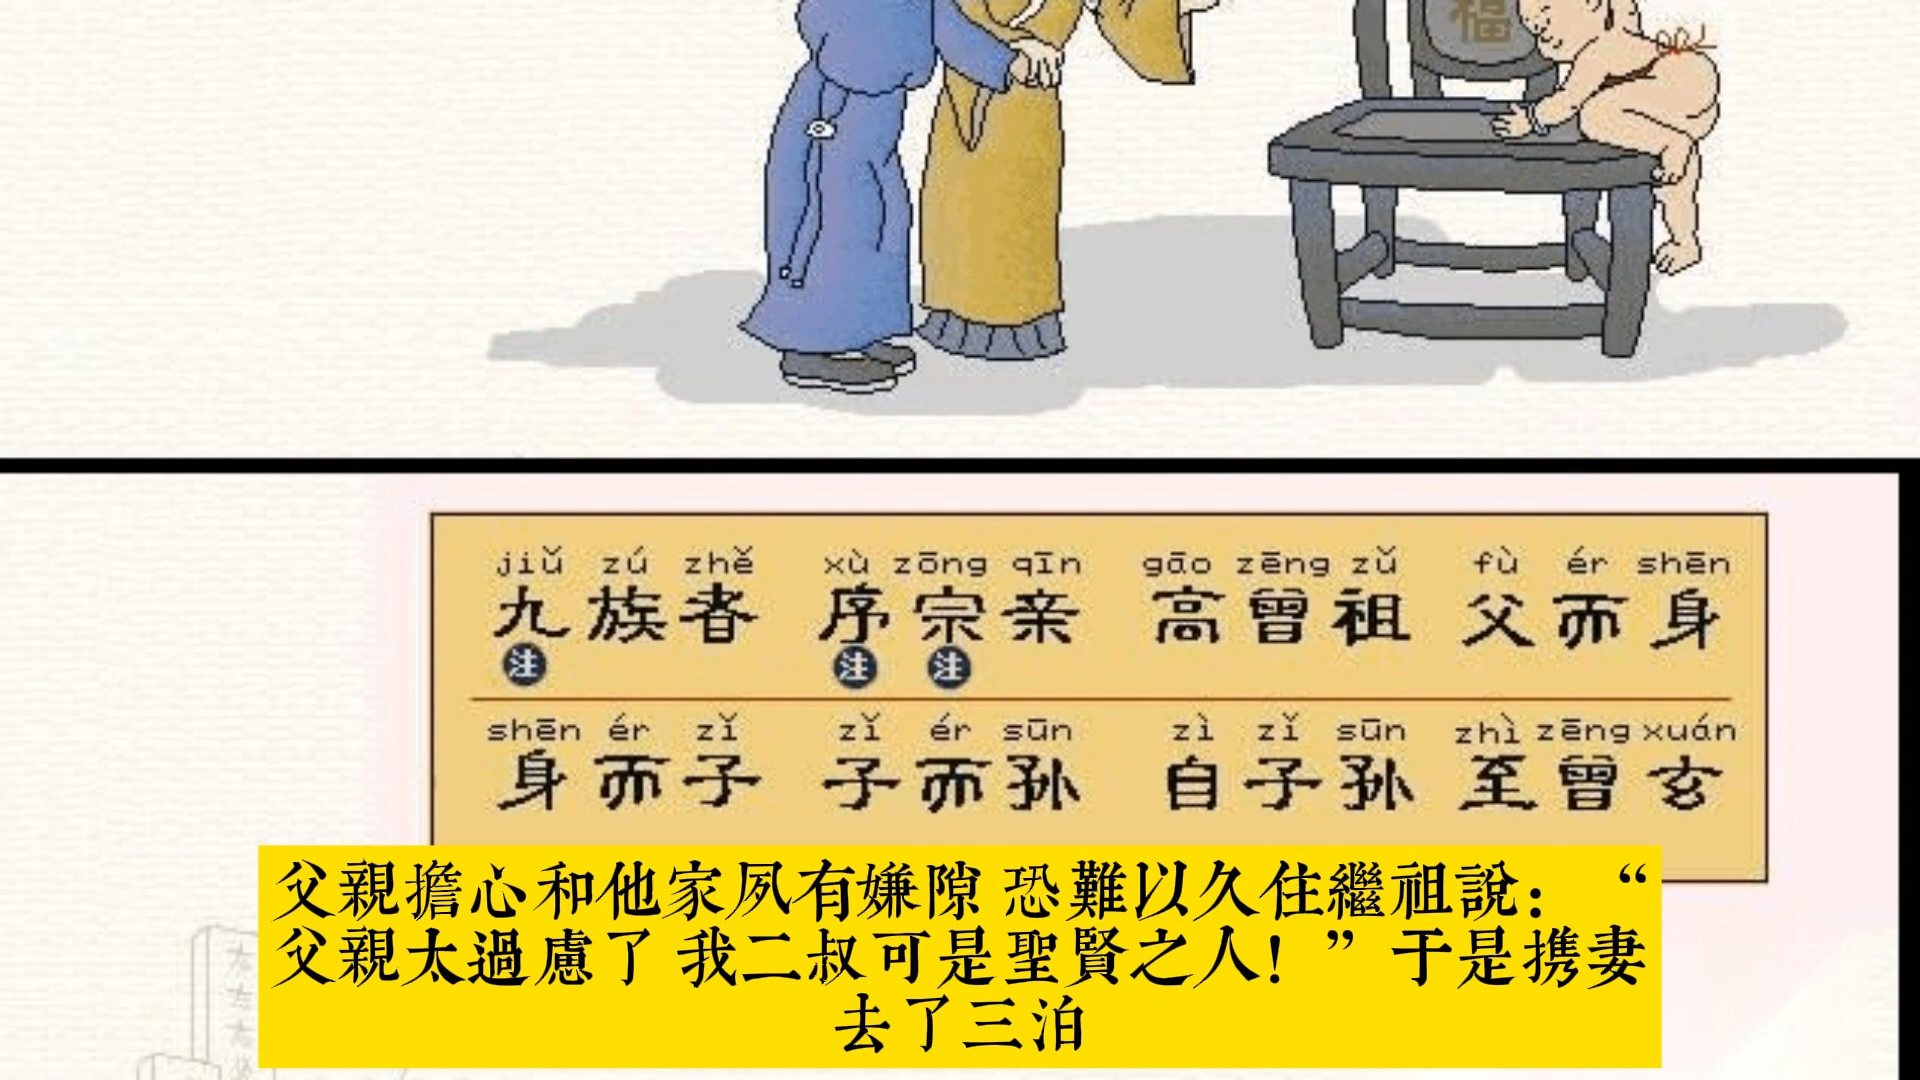 福
jiǔ zú zhě xù zōng qīn gāo zēng zǔ fù ér shēn
九族者 序宗亲 高曾祖 父而身
注 注 注
shēn ér zǐ zǐ ér sūn zì zǐ sūn zhì zēng xuán
身而子 子而孙 自子孙 至曾玄
父親擔心和他家夙有嫌隙 恐難以久住繼祖說：“
父親太過慮了 我二叔可是聖賢之人！”于是携妻
去了三泊